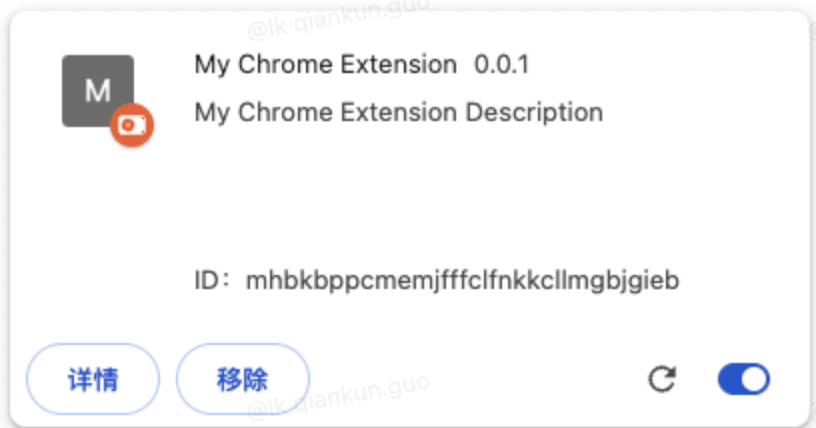 @lk qiankun.guo
M
My Chrome Extension 0.0.1
My Chrome Extension Description
ID：mhbkbppcmemjfffclfnkkcllmgbjgieb
详情 移除
@lk qiankun.guo